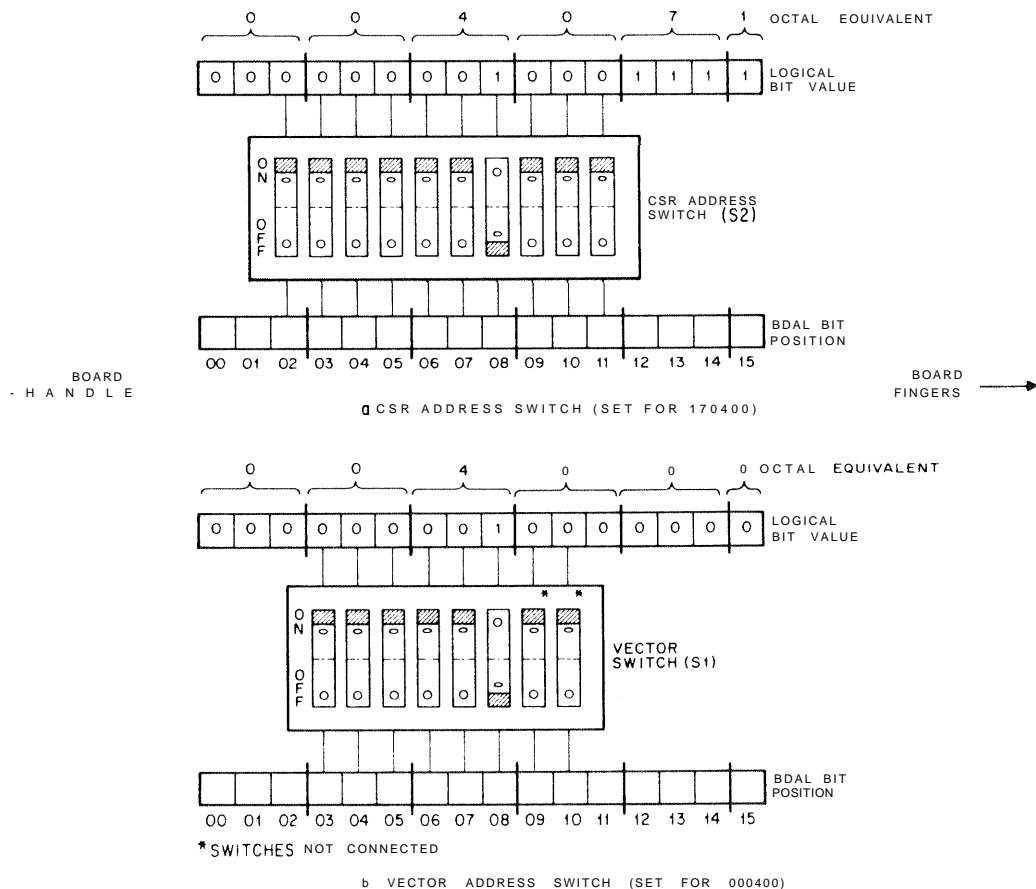 0 0 4 0 7 1 OCTAL EQUIVALENT
0 0 0 0 0 0 0 0 1 0 0 0 1 1 1 1 LOGICAL BIT VALUE
ON
OFF
CSR ADDRESS
SWITCH (S2)
BDAL BIT
POSITION
00 01 02 03 04 05 06 07 08 09 10 11 12 13 14 15
BOARD
- HANDLE
BOARD
FINGERS
a CSR ADDRESS SWITCH (SET FOR 170400)
0 0 4 0 0 0 OCTAL EQUIVALENT
0 0 0 0 0 0 0 0 1 0 0 0 0 0 0 0 LOGICAL BIT VALUE
* *
ON
OFF
VECTOR
SWITCH (S1)
BDAL BIT
POSITION
00 01 02 03 04 05 06 07 08 09 10 11 12 13 14 15
*SWITCHES NOT CONNECTED
b VECTOR ADDRESS SWITCH (SET FOR 000400)